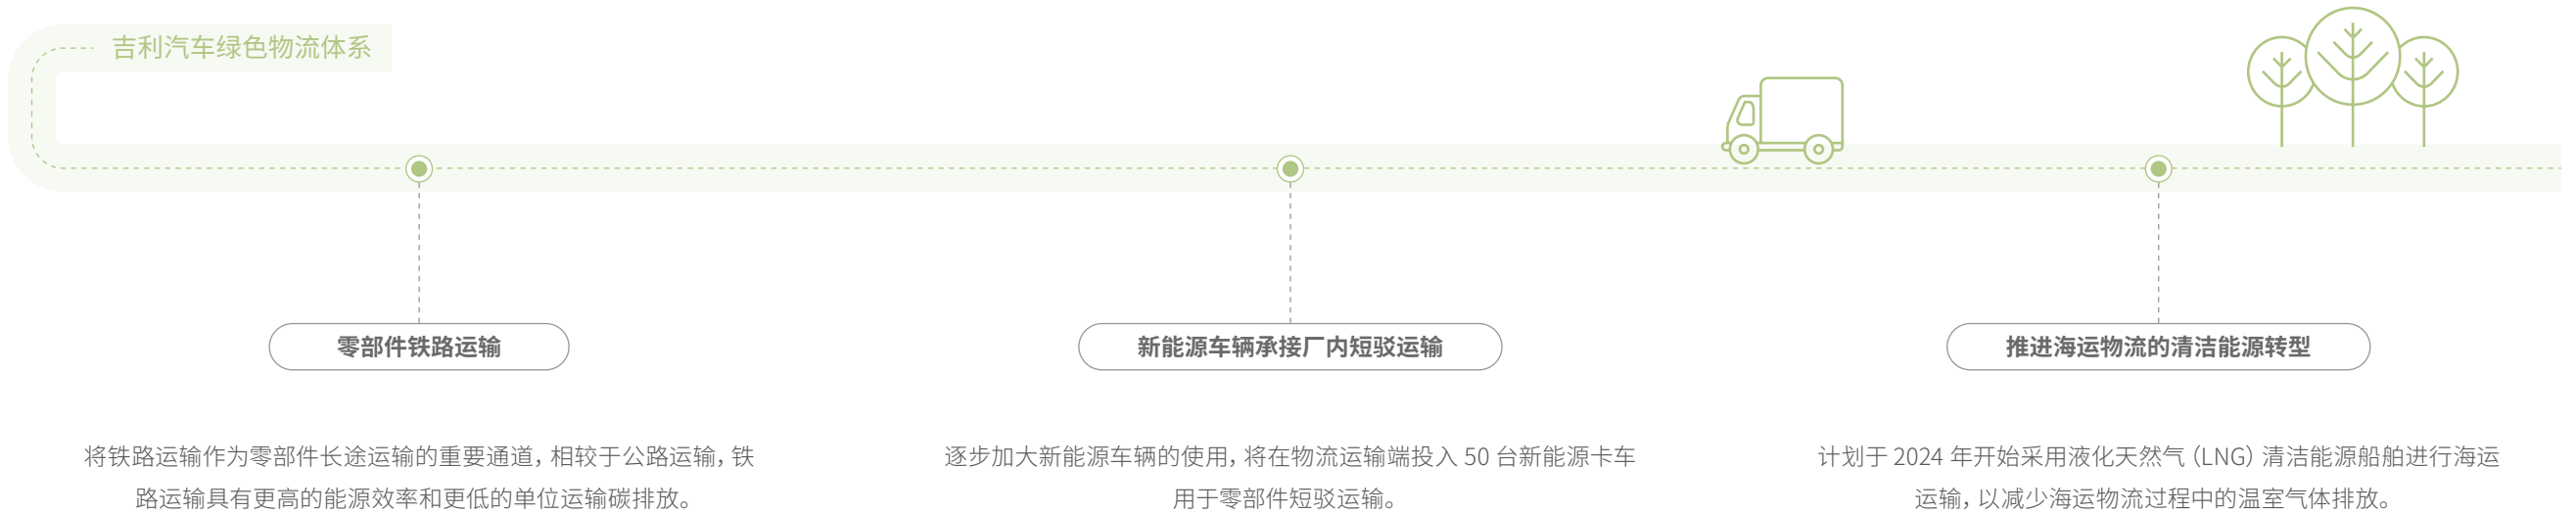 吉利汽车绿色物流体系
零部件铁路运输
将铁路运输作为零部件长途运输的重要通道，相较于公路运输，铁
路运输具有更高的能源效率和更低的单位运输碳排放。
新能源车辆承接厂内短驳运输
逐步加大新能源车辆的使用，将在物流运输端投入 50 台新能源卡车
用于零部件短驳运输。
推进海运物流的清洁能源转型
计划于 2024 年开始采用液化天然气（LNG）清洁能源船舶进行海运
运输，以减少海运物流过程中的温室气体排放。